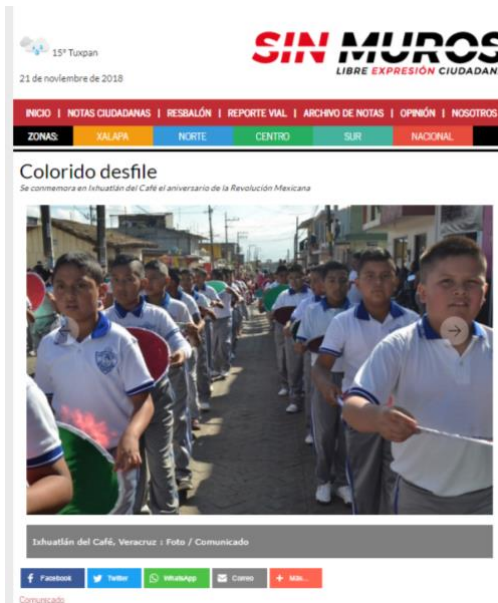 15° Tuxpan
SIN MUROS
LIBRE EXPRESIÓN CIUDADAN
21 de noviembre de 2018
INICIO | NOTAS CIUDADANAS | RESBALÓN | REPORTE VIAL | ARCHIVO DE NOTAS | OPINIÓN | NOSOTROS
ZONAS: XALAPA NORTE CENTRO SUR NACIONAL
Colorido desfile
Se conmemora en Ixhuatlán del Café el aniversario de la Revolución Mexicana
Ixhuatlán del Café, Veracruz : Foto / Comunicado
Facebook Twitter WhatsApp Correo Más...
Comunicado